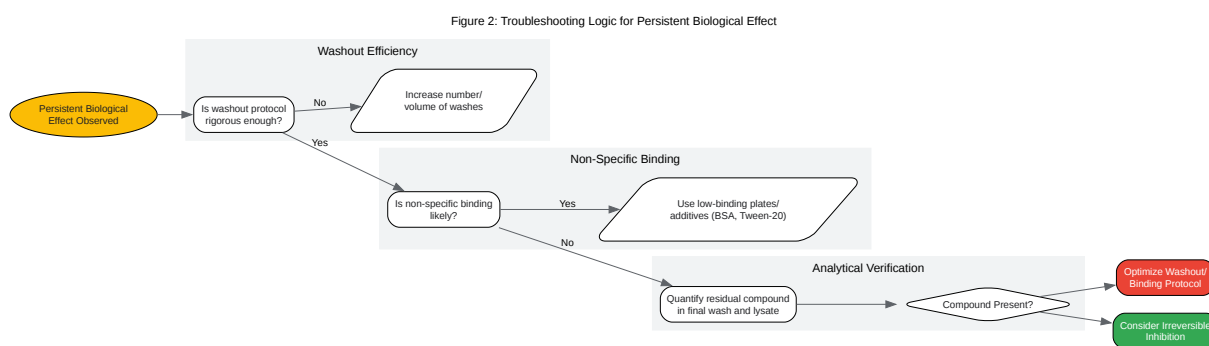 Figure 2: Troubleshooting Logic for Persistent Biological Effect
Washout Efficiency
Persistent Biological
Effect Observed
Is washout protocol
rigorous enough?
No
Increase number/
volume of washes
Yes
Non-Specific Binding
Is non-specific binding
likely?
Yes
Use low-binding plates/
additives (BSA, Tween-20)
No
Analytical Verification
Quantify residual compound
in final wash and lysate
Compound Present?
Optimize Washout/
Binding Protocol
Consider Irreversible
Inhibition